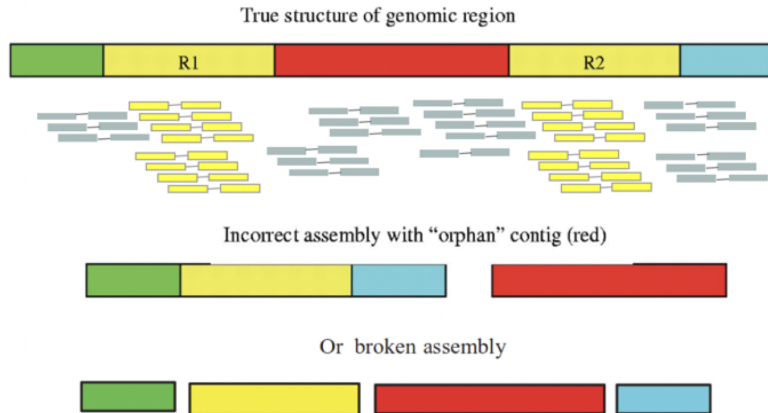 True structure of genomic region
R1
R2
Incorrect assembly with “orphan” contig (red)
Or broken assembly